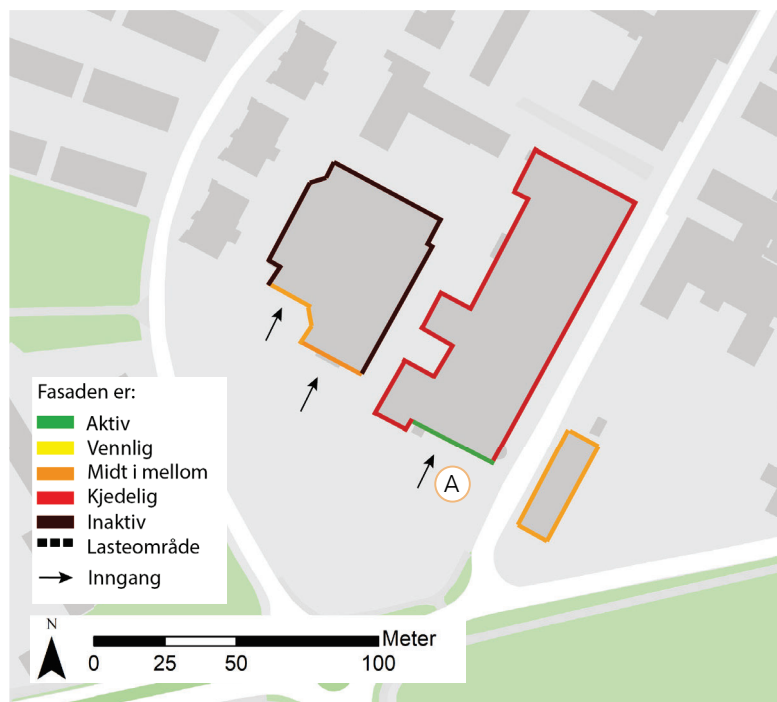 A
Fasaden er:
Aktiv
Vennlig
Midt i mellom
Kjedelig
Inaktiv
Lasteområde
Inngang
N
Meter
0 25 50 100